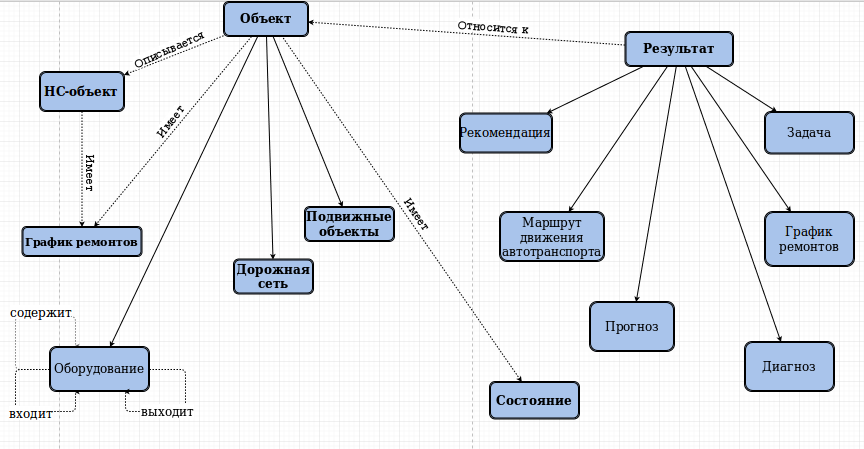 Объект
Относится к
Результат
Описывается
НС-объект
Имеет
Имеет
Рекомендация
Задача
Подвижные
объекты
Имеет
Маршрут
движения
автотранспорта
График
ремонтов
График ремонтов
Дорожная
сеть
содержит
Прогноз
Оборудование
Диагноз
Состояние
входит
выходит